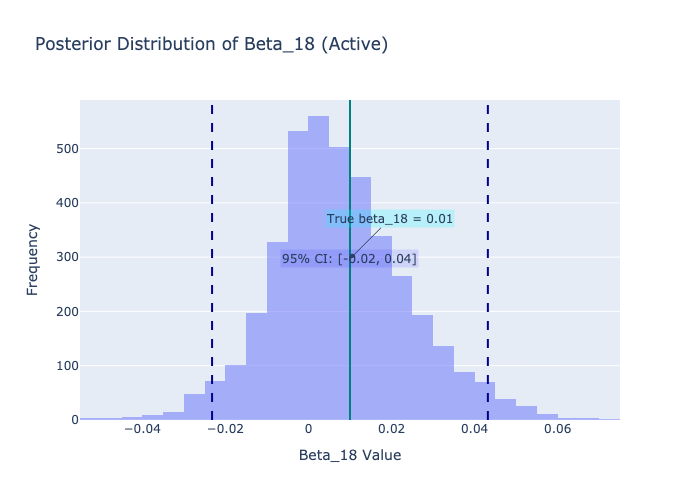 Posterior Distribution of Beta_18 (Active)
500
400
300
200
100
0
Frequency
True beta_18 = 0.01
95% CI: [-0.02, 0.04]
−0.04
−0.02
0
0.02
0.04
0.06
Beta_18 Value